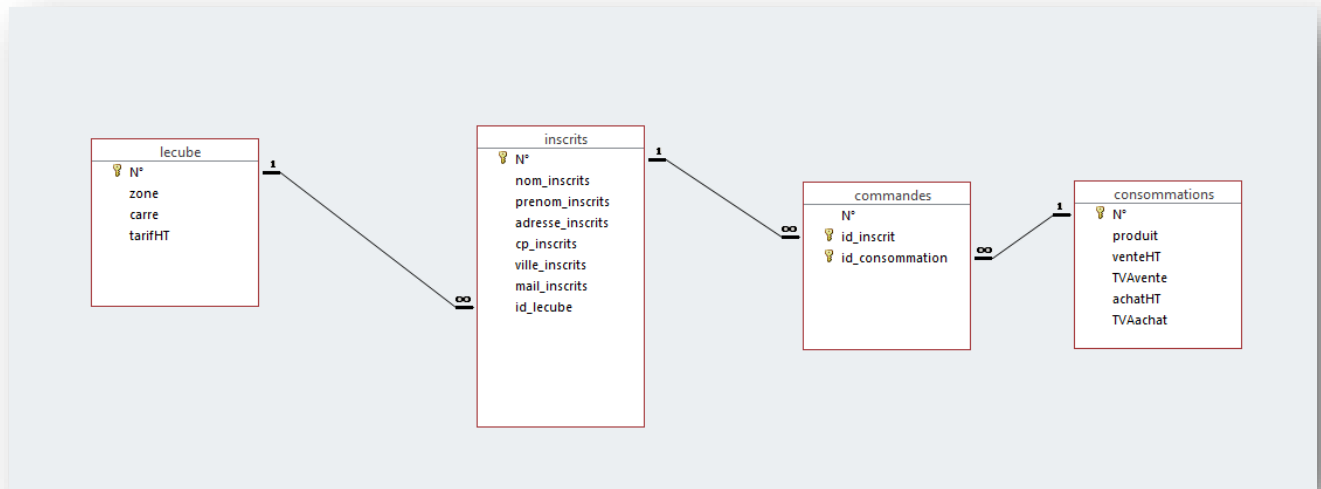 lecube
N°
zone
carre
tarifHT
1
∞
inscrits
N°
nom_inscrits
prenom_inscrits
adresse_inscrits
cp_inscrits
ville_inscrits
mail_inscrits
id_lecube
1
∞
commandes
N°
id_inscrit
id_consommation
∞
1
consommations
N°
produit
venteHT
TVAvente
achatHT
TVAachat